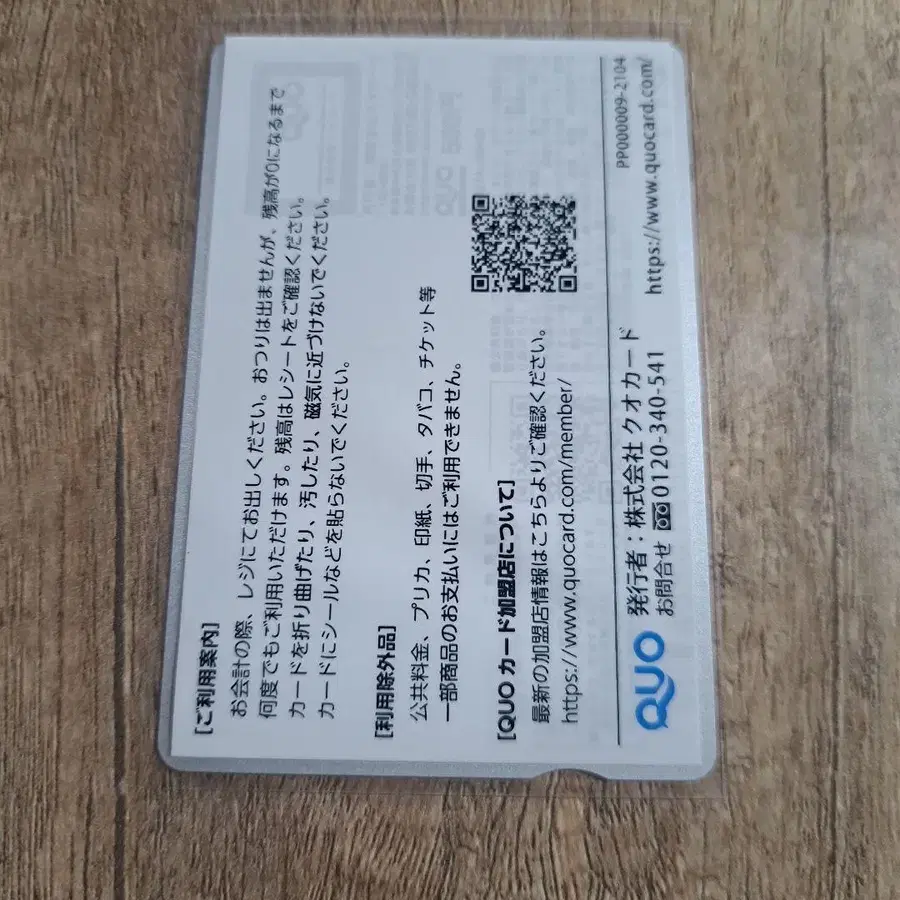 [ご利用案内]
お会計の際、レジにてお出しください。おつりは出ませんが、残高が0になるまで
何度でもご利用いただけます。残高はレシートをご確認ください。
カードを折り曲げたり、汚したり、磁気に近づけないでください。
カードにシールなどを貼らないでください。
[利用除外品]
公共料金、プリカ、印紙、切手、タバコ、チケット等
一部商品のお支払いにはご利用できません。
[QUOカード加盟店について]
最新の加盟店情報はこちらよりご確認ください。
https://www.quocard.com/member/
PP000009-2104
QUO
発行者:株式会社 クオカード
お問合せ 0120-340-541
https://www.quocard.com/